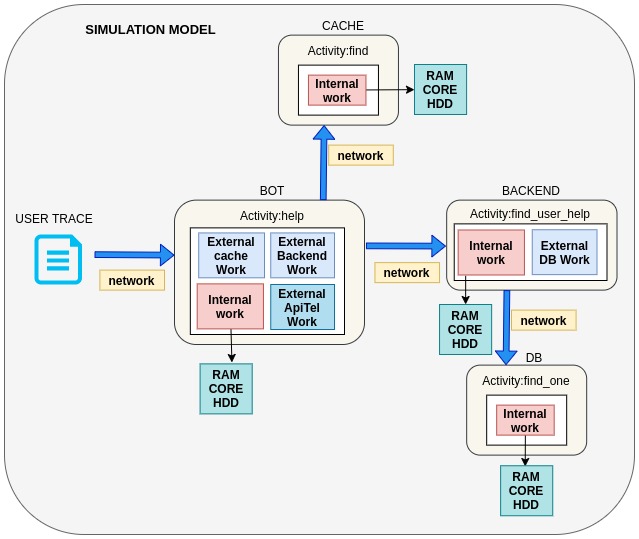 SIMULATION MODEL
CACHE
Activity:find
Internal
work
RAM
CORE
HDD
network
USER TRACE
network
BOT
Activity:help
External
cache
Work
External
Backend
Work
Internal
work
External
ApiTel
Work
RAM
CORE
HDD
network
BACKEND
Activity:find_user_help
Internal
work
External
DB Work
RAM
CORE
HDD
network
DB
Activity:find_one
Internal
work
RAM
CORE
HDD